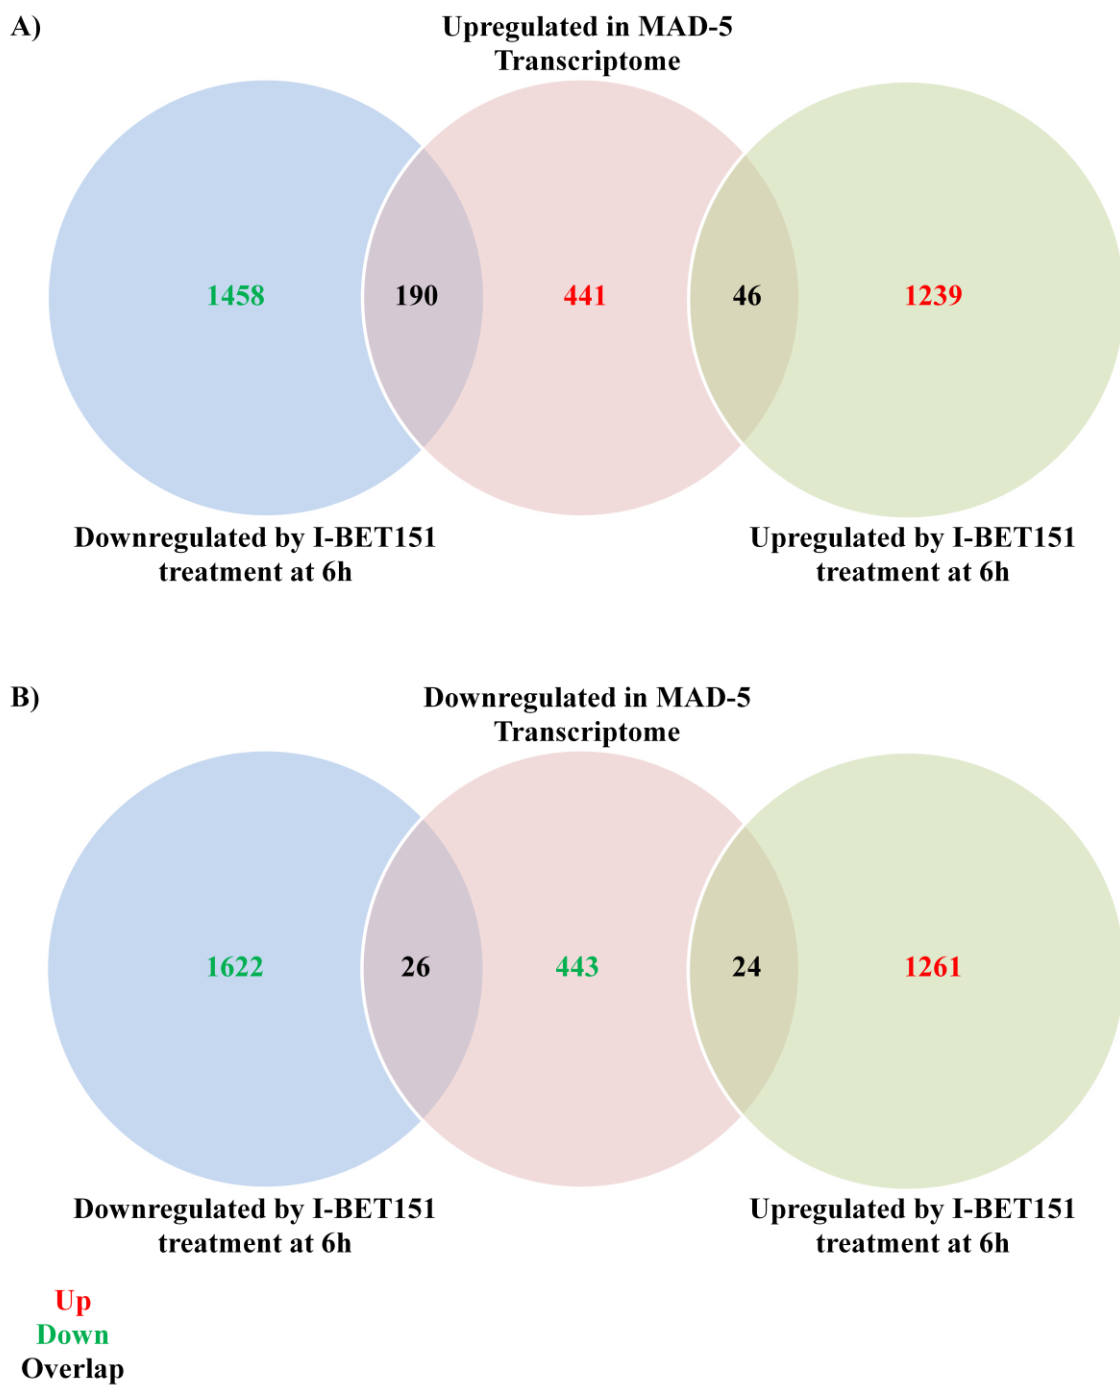 A)
Upregulated in MAD-5
Transcriptome
1458 190 441 46 1239
Downregulated by I-BET151
treatment at 6h
Upregulated by I-BET151
treatment at 6h
B)
Downregulated in MAD-5
Transcriptome
1622 26 443 24 1261
Downregulated by I-BET151
treatment at 6h
Upregulated by I-BET151
treatment at 6h
Up
Down
Overlap